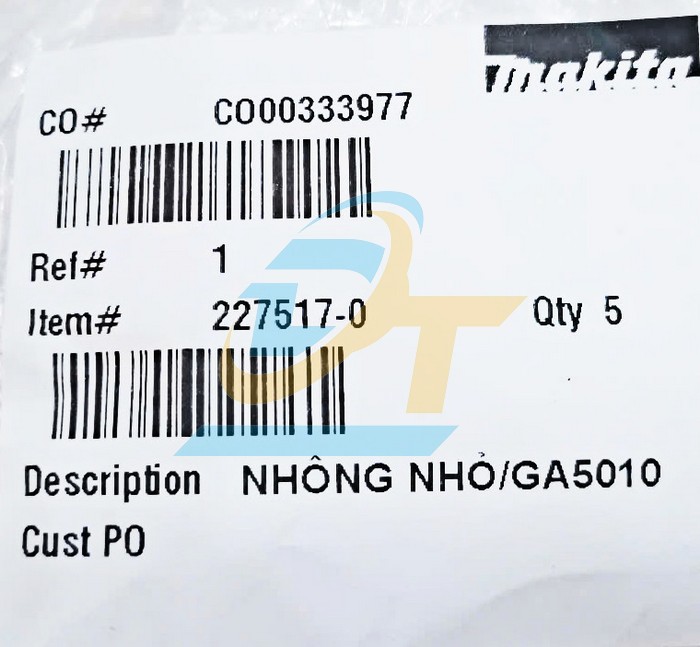 makita
CO# CO00333977
Ref# 1
Item# 227517-0 Qty 5
Description NHÔNG NHỎ/GA5010
Cust PO